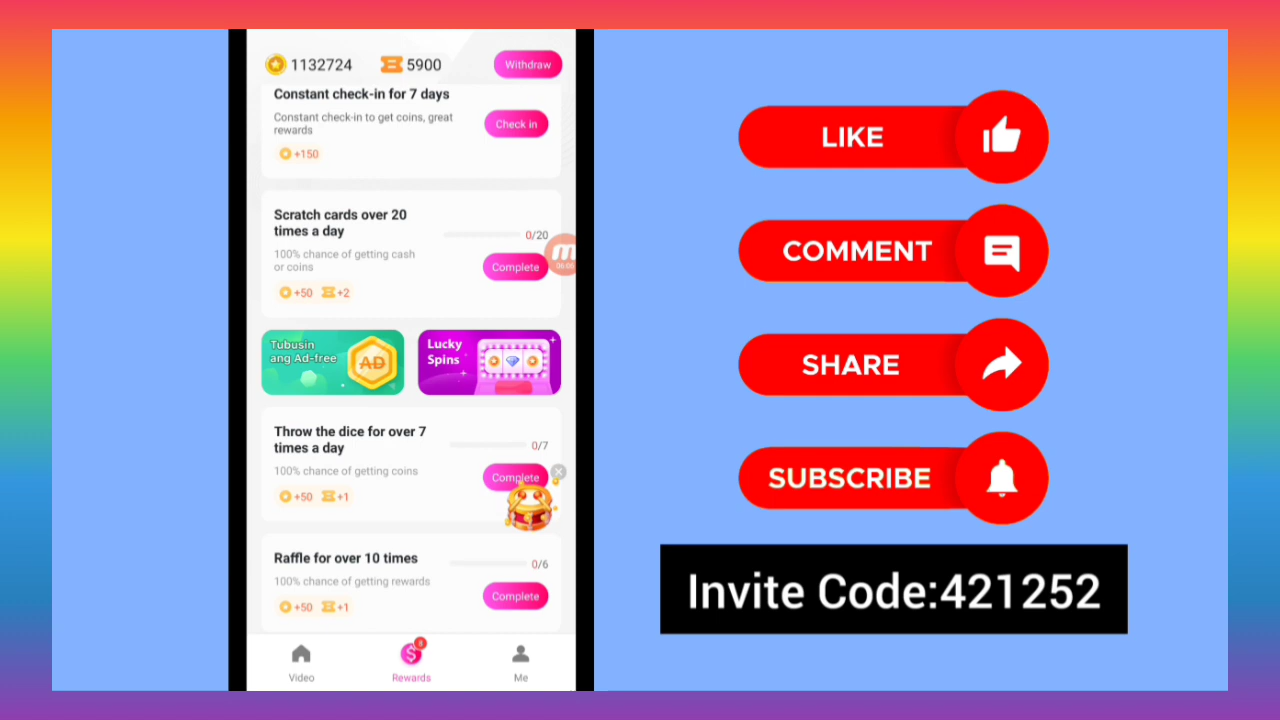 1132724
5900
Withdraw
Constant check-in for 7 days
Constant check-in to get coins, great
rewards
Check in
+150
Scratch cards over 20
times a day
0/20
100% chance of getting cash
or coins
Complete
06:06
+50 +2
Tubusin
ang Ad-free
AD
Lucky
Spins
Throw the dice for over 7
times a day
0/7
100% chance of getting coins
Complete
+50 +1
Raffle for over 10 times
0/6
100% chance of getting rewards
Complete
+50 +1
8
Video
Rewards
Me
LIKE
COMMENT
SHARE
SUBSCRIBE
Invite Code:421252